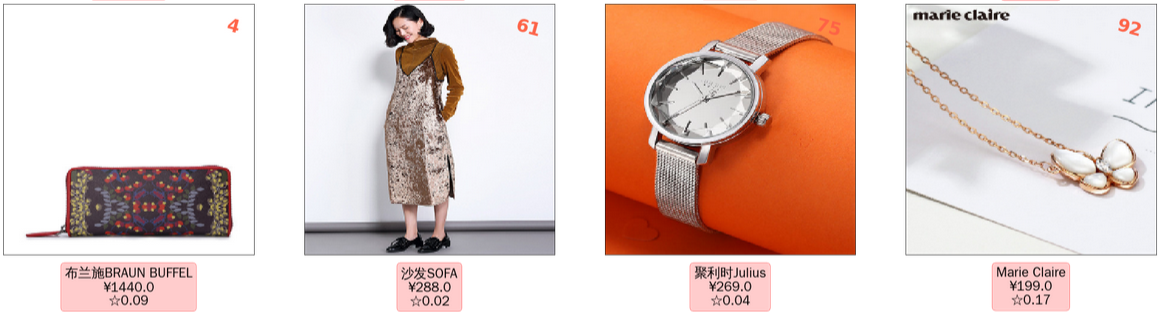 4
61
75
marie claire
92
布兰施BRAUN BUFFEL
¥1440.0
☆0.09
沙发SOFA
¥288.0
☆0.02
聚利时Julius
¥269.0
☆0.04
Marie Claire
¥199.0
☆0.17